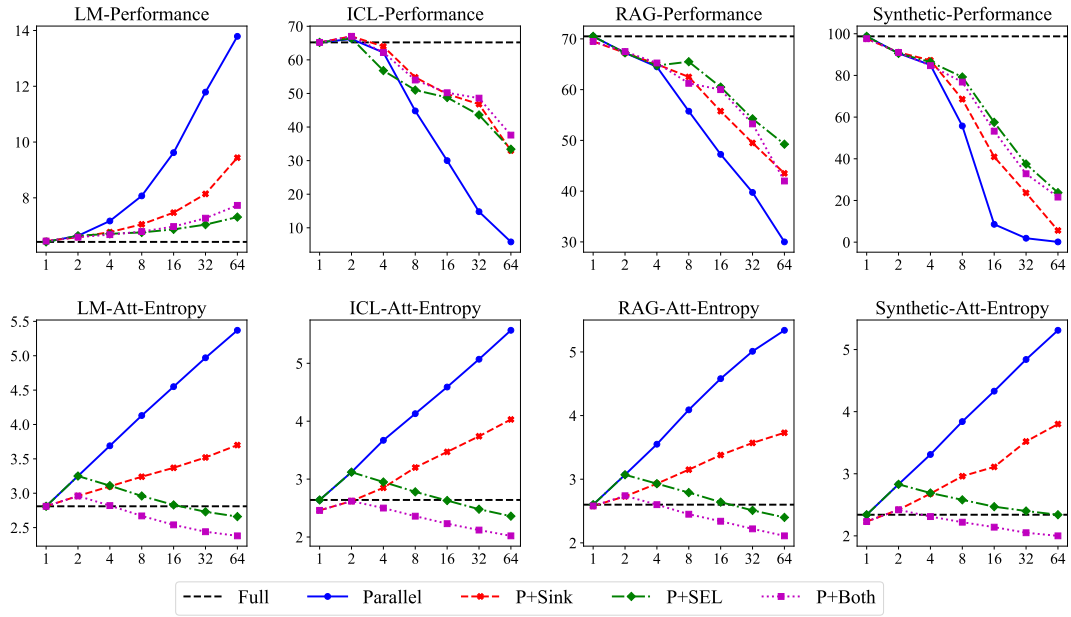 LM-Performance
14
12
10
8
1 2 4 8 16 32 64
ICL-Performance
70
60
50
40
30
20
10
1 2 4 8 16 32 64
RAG-Performance
70
60
50
40
30
1 2 4 8 16 32 64
Synthetic-Performance
100
80
60
40
20
0
1 2 4 8 16 32 64
LM-Att-Entropy
5.5
5.0
4.5
4.0
3.5
3.0
2.5
1 2 4 8 16 32 64
ICL-Att-Entropy
5
4
3
2
1 2 4 8 16 32 64
RAG-Att-Entropy
5
4
3
2
1 2 4 8 16 32 64
Synthetic-Att-Entropy
5
4
3
2
1 2 4 8 16 32 64
Full Parallel P+Sink P+SEL P+Both